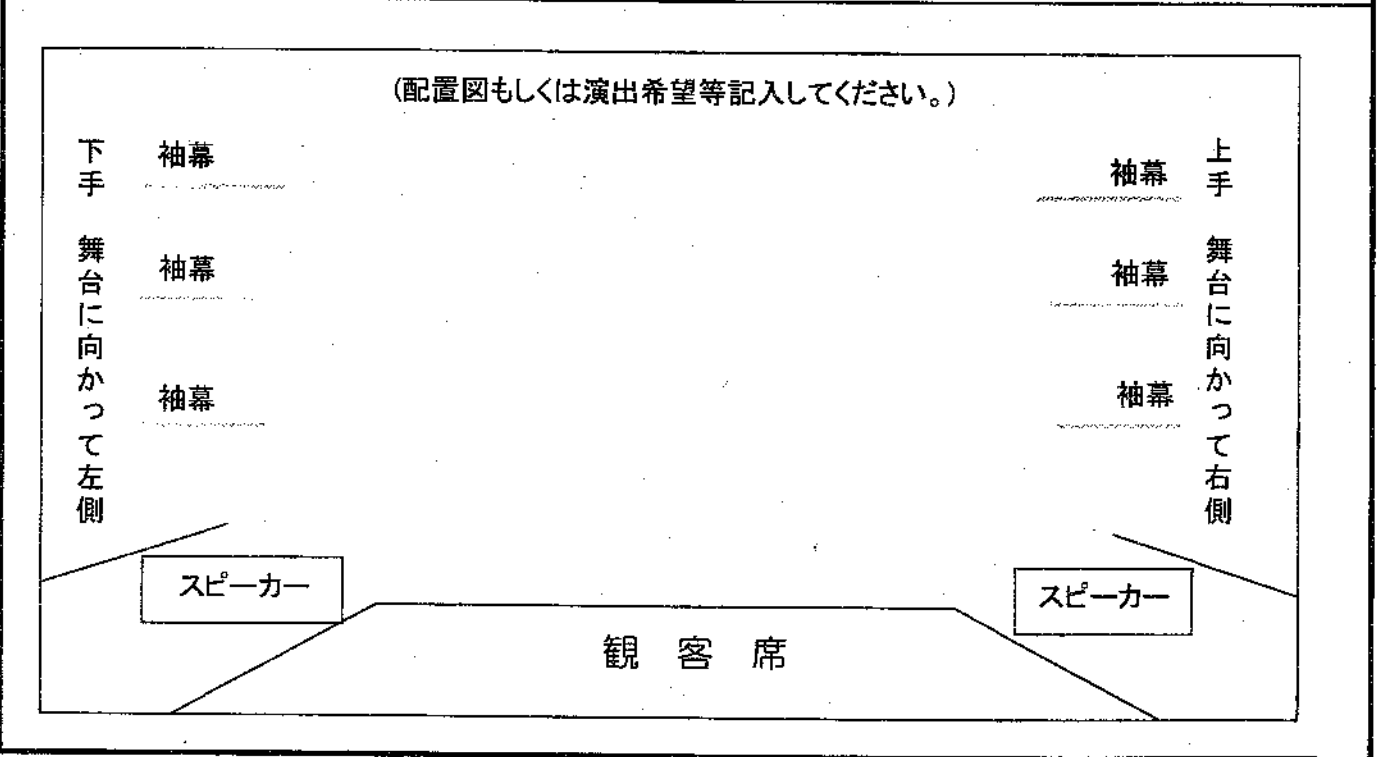 (配置図もしくは演出希望等記入してください。)
下手 舞台に向かって左側
袖幕
袖幕
袖幕
袖幕
袖幕
袖幕
上手 舞台に向かって右側
スピーカー
スピーカー
観客席